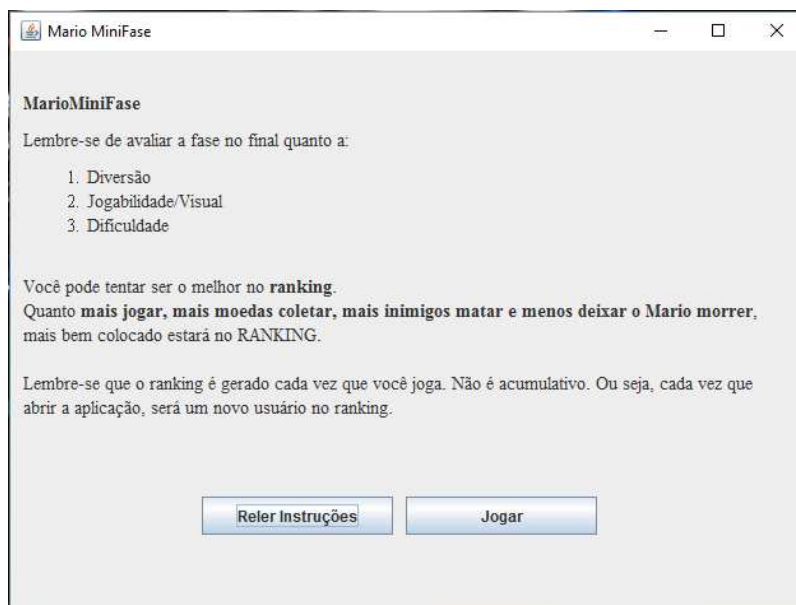 Mario MiniFase
MarioMiniFase
Lembre-se de avaliar a fase no final quanto a:
1. Diversão
2. Jogabilidade/Visual
3. Dificuldade
Você pode tentar ser o melhor no ranking.
Quanto mais jogar, mais moedas coletar, mais inimigos matar e menos deixar o Mario morrer,
mais bem colocado estará no RANKING.
Lembre-se que o ranking é gerado cada vez que você joga. Não é acumulativo. Ou seja, cada vez que
abrir a aplicação, será um novo usuário no ranking.
Reler Instruções Jogar